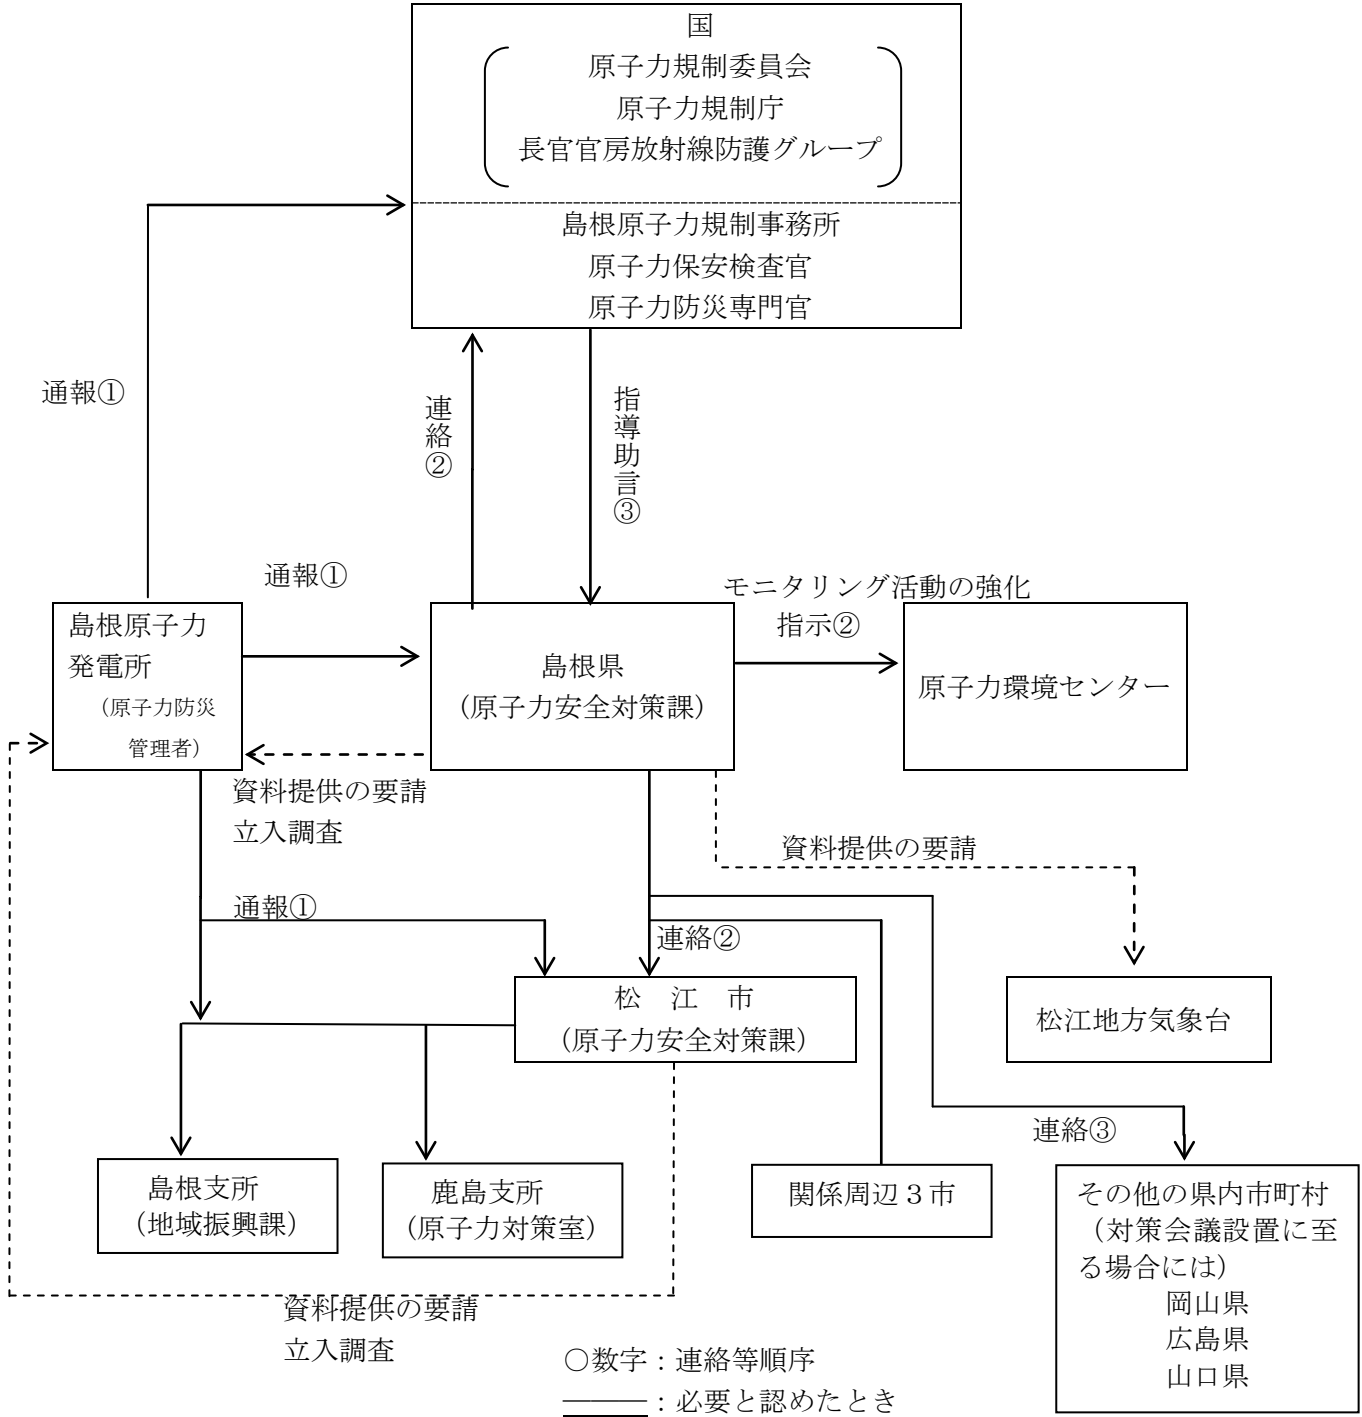 国
原子力規制委員会
原子力規制庁
長官官房放射線防護グループ
島根原子力規制事務所
原子力保安検査官
原子力防災専門官
通報①
連絡②
指導助言③
通報①
モニタリング活動の強化
指示②
島根原子力
発電所
（原子力防災
管理者）
島根県
（原子力安全対策課）
原子力環境センター
資料提供の要請
立入調査
資料提供の要請
通報①
連絡②
松　江　市
（原子力安全対策課）
松江地方気象台
連絡③
島根支所
（地域振興課）
鹿島支所
（原子力対策室）
関係周辺３市
その他の県内市町村
（対策会議設置に至
る場合には）
岡山県
広島県
山口県
資料提供の要請
立入調査
○数字：連絡等順序
―――：必要と認めたとき